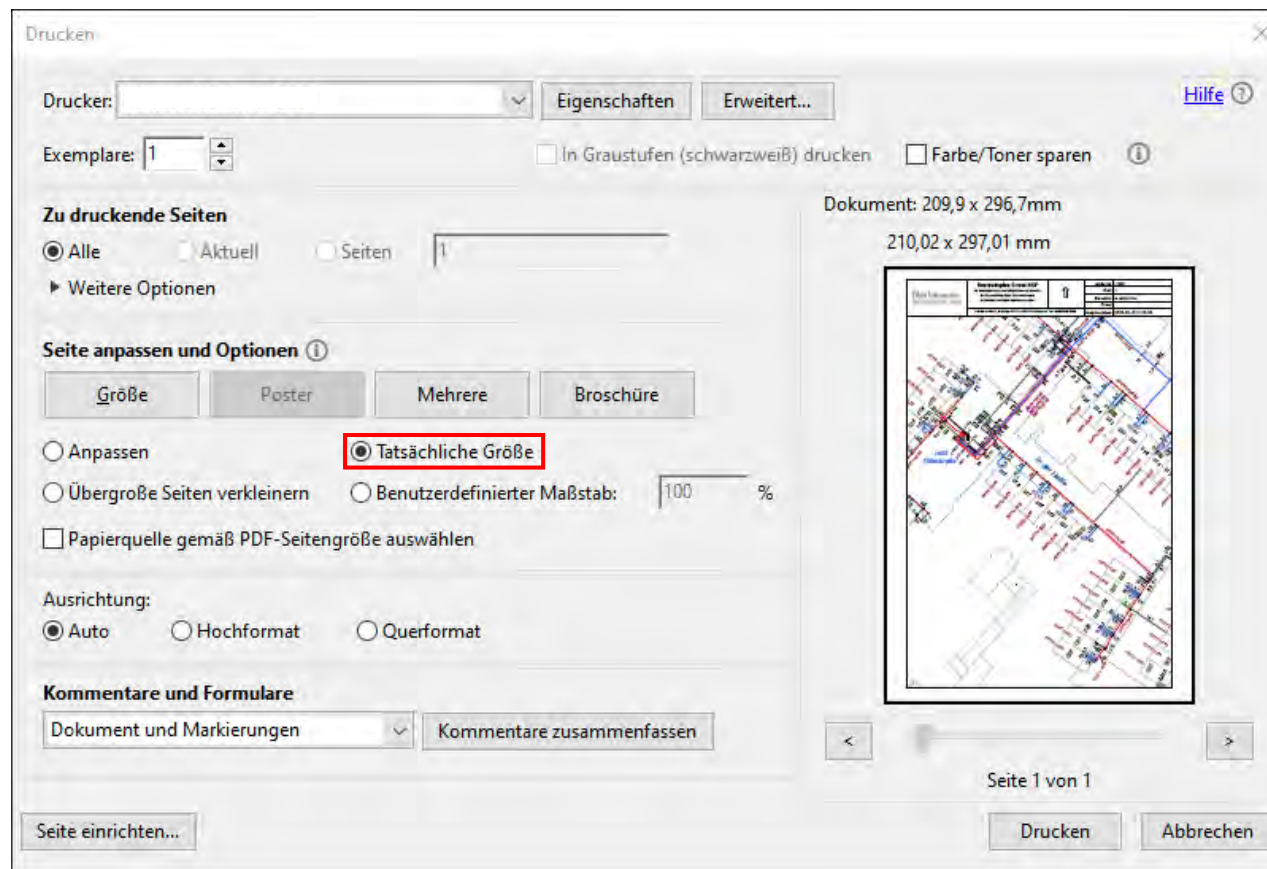 Drucken
Drucker:
Eigenschaften
Erweitert...
Hilfe
Exemplare: 1
In Graustufen (schwarzweiß) drucken
Farbe/Toner sparen
Zu druckende Seiten
Alle Aktuell Seiten 1
Weitere Optionen
Seite anpassen und Optionen
Größe Poster Mehrere Broschüre
Anpassen Tatsächliche Größe
Übergroße Seiten verkleinern Benutzerdefinierter Maßstab: 100 %
Papierquelle gemäß PDF-Seitengröße auswählen
Ausrichtung:
Auto Hochformat Querformat
Kommentare und Formulare
Dokument und Markierungen Kommentare zusammenfassen
Dokument: 209,9 x 296,7mm
210,02 x 297,01 mm
< >
Seite 1 von 1
Seite einrichten... Drucken Abbrechen